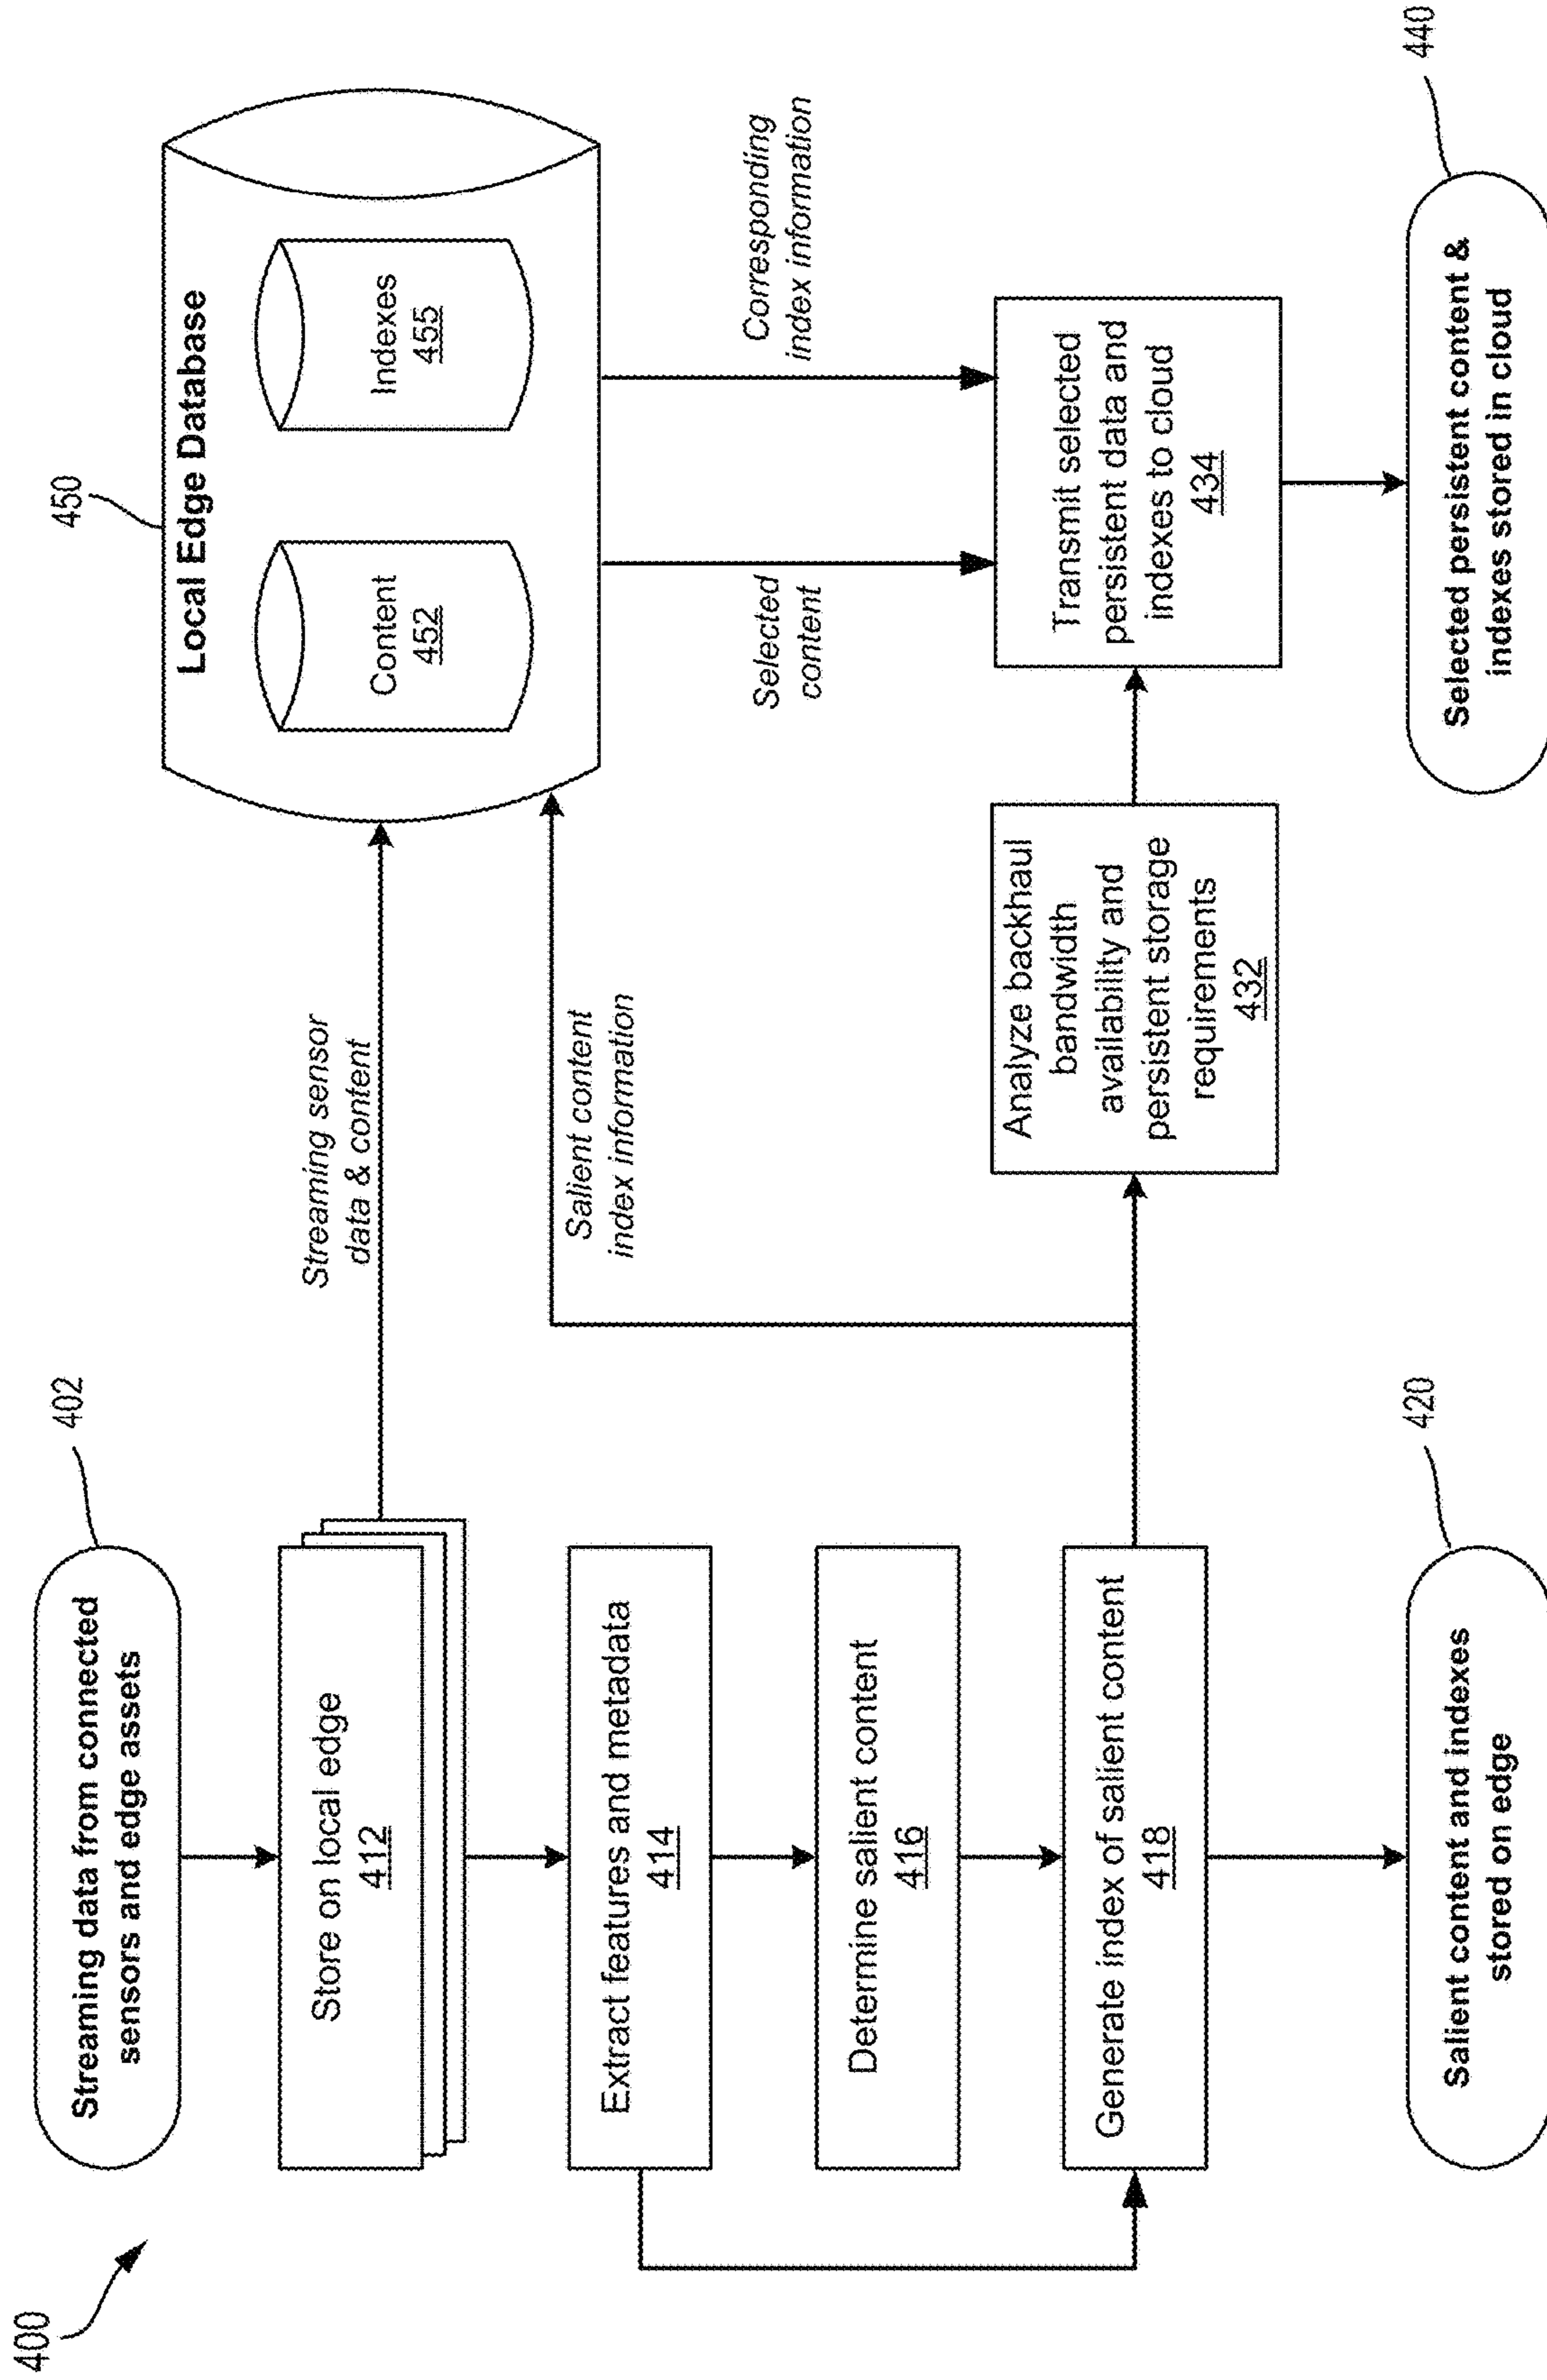 400
402
Streaming data from connected
sensors and edge assets
Store on local edge
412
Extract features and metadata
414
Determine salient content
416
Generate index of salient content
418
Salient content and indexes
stored on edge
420
Streaming sensor
data & content
Salient content
index information
450
Local Edge Database
Content
452
Indexes
455
Selected
content
Corresponding
index information
Analyze backhaul
bandwidth
availability and
persistent storage
requirements
432
Transmit selected
persistent data and
indexes to cloud
434
Selected persistent content &
indexes stored in cloud
440